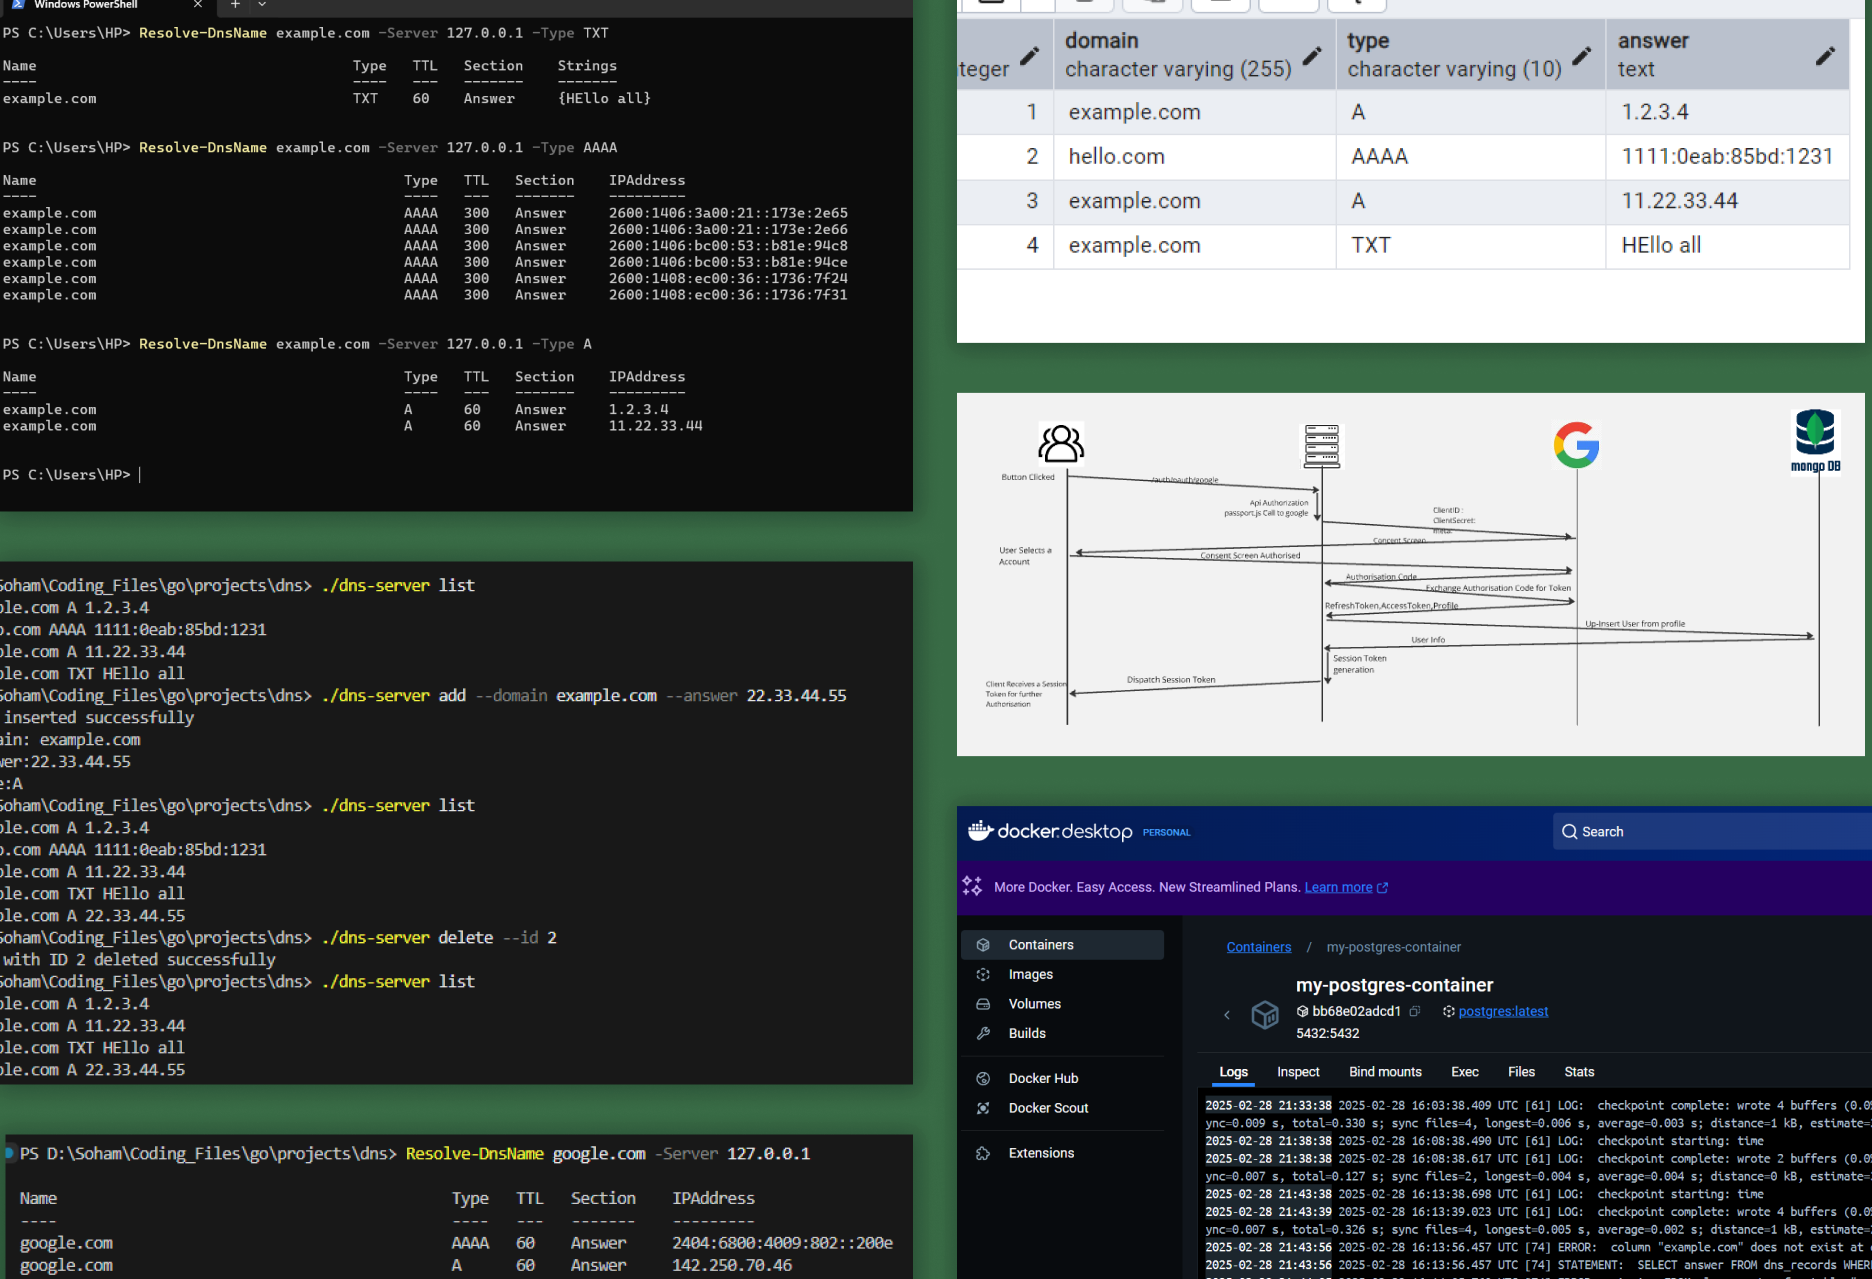 Windows PowerShell
PS C:\Users\HP> Resolve-DnsName example.com -Server 127.0.0.1 -Type TXT
Name Type TTL Section Strings
---- ---- --- ------- -------
example.com TXT 60 Answer {HEllo all}
PS C:\Users\HP> Resolve-DnsName example.com -Server 127.0.0.1 -Type AAAA
Name Type TTL Section IPAddress
---- ---- --- ------- ---------
example.com AAAA 300 Answer 2600:1406:3a00:21::173e:2e65
example.com AAAA 300 Answer 2600:1406:3a00:21::173e:2e66
example.com AAAA 300 Answer 2600:1406:bc00:53::b81e:94c8
example.com AAAA 300 Answer 2600:1406:bc00:53::b81e:94ce
example.com AAAA 300 Answer 2600:1408:ec00:36::1736:7f24
example.com AAAA 300 Answer 2600:1408:ec00:36::1736:7f31
PS C:\Users\HP> Resolve-DnsName example.com -Server 127.0.0.1 -Type A
Name Type TTL Section IPAddress
---- ---- --- ------- ---------
example.com A 60 Answer 1.2.3.4
example.com A 60 Answer 11.22.33.44
PS C:\Users\HP>
Soham\Coding_Files\go\projects\dns> ./dns-server list
ple.com A 1.2.3.4
o.com AAAA 1111:0eab:85bd:1231
ple.com A 11.22.33.44
ple.com TXT HEllo all
Soham\Coding_Files\go\projects\dns> ./dns-server add --domain example.com --answer 22.33.44.55
inserted successfully
ain: example.com
wer:22.33.44.55
e:A
Soham\Coding_Files\go\projects\dns> ./dns-server list
ple.com A 1.2.3.4
o.com AAAA 1111:0eab:85bd:1231
ple.com A 11.22.33.44
ple.com TXT HEllo all
ple.com A 22.33.44.55
Soham\Coding_Files\go\projects\dns> ./dns-server delete --id 2
with ID 2 deleted successfully
Soham\Coding_Files\go\projects\dns> ./dns-server list
ple.com A 1.2.3.4
ple.com A 11.22.33.44
ple.com TXT HEllo all
ple.com A 22.33.44.55
PS D:\Soham\Coding_Files\go\projects\dns> Resolve-DnsName google.com -Server 127.0.0.1
Name Type TTL Section IPAddress
---- ---- --- ------- ---------
google.com AAAA 60 Answer 2404:6800:4009:802::200e
google.com A 60 Answer 142.250.70.46
domain type answer
teger character varying (255) character varying (10) text
1 example.com A 1.2.3.4
2 hello.com AAAA 1111:0eab:85bd:1231
3 example.com A 11.22.33.44
4 example.com TXT HEllo all
mongo DB
Button Clicked
/auth/oauth/google
Api Authorization
passport.js Call to google
ClientID :
ClientSecret:
Concent Screen
User Selects a
Account
Consent Screen Authorised
Authorisation Code
Exchange Authorisation Code for Token
RefreshToken,AccessToken,Profile
Up-Insert User from profile
User Info
Session Token
generation
Dispatch Session Token
Client Receives a Session
Token for further
Authorisation
docker.desktop PERSONAL
Search
More Docker. Easy Access. New Streamlined Plans. Learn more
Containers
Images
Volumes
Builds
Docker Hub
Docker Scout
Extensions
Containers / my-postgres-container
my-postgres-container
bb68e02adcd1 postgres:latest
5432:5432
Logs Inspect Bind mounts Exec Files Stats
2025-02-28 21:33:38 2025-02-28 16:03:38.409 UTC [61] LOG: checkpoint complete: wrote 4 buffers (0.0
ync=0.009 s, total=0.330 s; sync files=4, longest=0.006 s, average=0.003 s; distance=1 kB, estimate=
2025-02-28 21:38:38 2025-02-28 16:08:38.490 UTC [61] LOG: checkpoint starting: time
2025-02-28 21:38:38 2025-02-28 16:08:38.617 UTC [61] LOG: checkpoint complete: wrote 2 buffers (0.0
ync=0.007 s, total=0.127 s; sync files=2, longest=0.004 s, average=0.004 s; distance=0 kB, estimate=
2025-02-28 21:43:38 2025-02-28 16:13:38.698 UTC [61] LOG: checkpoint starting: time
2025-02-28 21:43:39 2025-02-28 16:13:39.023 UTC [61] LOG: checkpoint complete: wrote 4 buffers (0.0
ync=0.007 s, total=0.326 s; sync files=4, longest=0.005 s, average=0.002 s; distance=1 kB, estimate=
2025-02-28 21:43:56 2025-02-28 16:13:56.457 UTC [74] ERROR: column "example.com" does not exist at
2025-02-28 21:43:56 2025-02-28 16:13:56.457 UTC [74] STATEMENT: SELECT answer FROM dns_records WHER